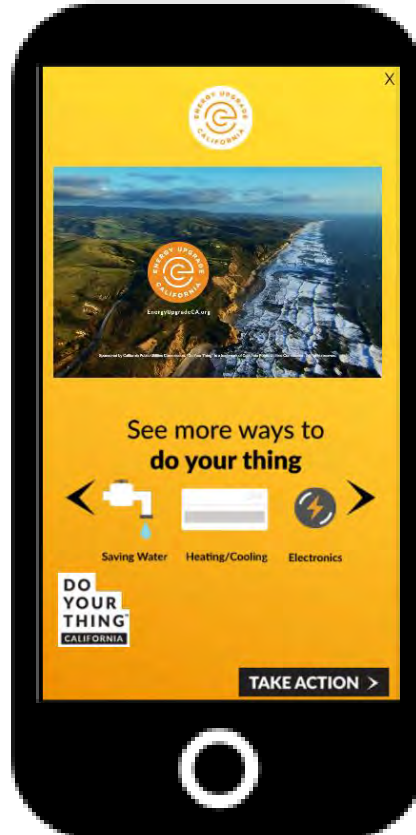 X
ENERGY UPGRADE
CALIFORNIA
ENERGY UPGRADE
CALIFORNIA
EnergyUpgradeCA.org
See more ways to
do your thing
Saving Water Heating/Cooling Electronics
DO
YOUR
THING
CALIFORNIA
TAKE ACTION >